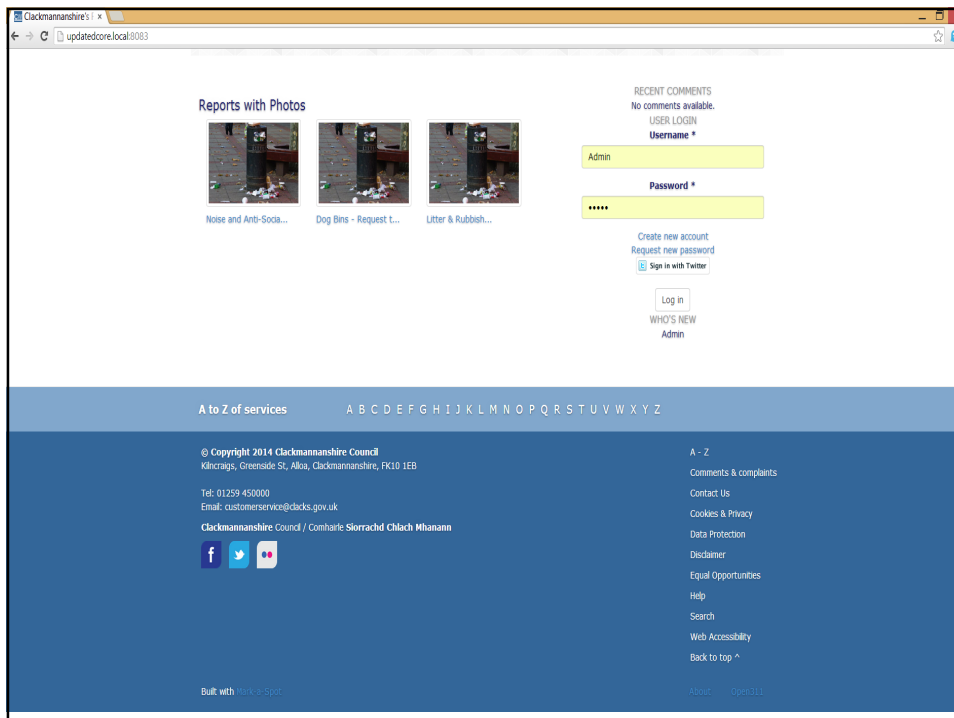 Clackmannanshire's
updatedcore.local:8083
Reports with Photos
Noise and Anti-Socia...
Dog Bins - Request t...
Litter & Rubbish...
RECENT COMMENTS
No comments available.
USER LOGIN
Username *
Admin
Password *
•••••
Create new account
Request new password
Sign in with Twitter
Log in
WHO'S NEW
Admin
A to Z of services
A B C D E F G H I J K L M N O P Q R S T U V W X Y Z
© Copyright 2014 Clackmannanshire Council
Kilncraigs, Greenside St, Alloa, Clackmannanshire, FK10 1EB
Tel: 01259 450000
Email: customerservice@clacks.gov.uk
Clackmannanshire Council / Comhairle Siorrachd Chlach Mhanann
A - Z
Comments & complaints
Contact Us
Cookies & Privacy
Data Protection
Disclaimer
Equal Opportunities
Help
Search
Web Accessibility
Back to top ^
Built with Mark-a-Spot
About Open311